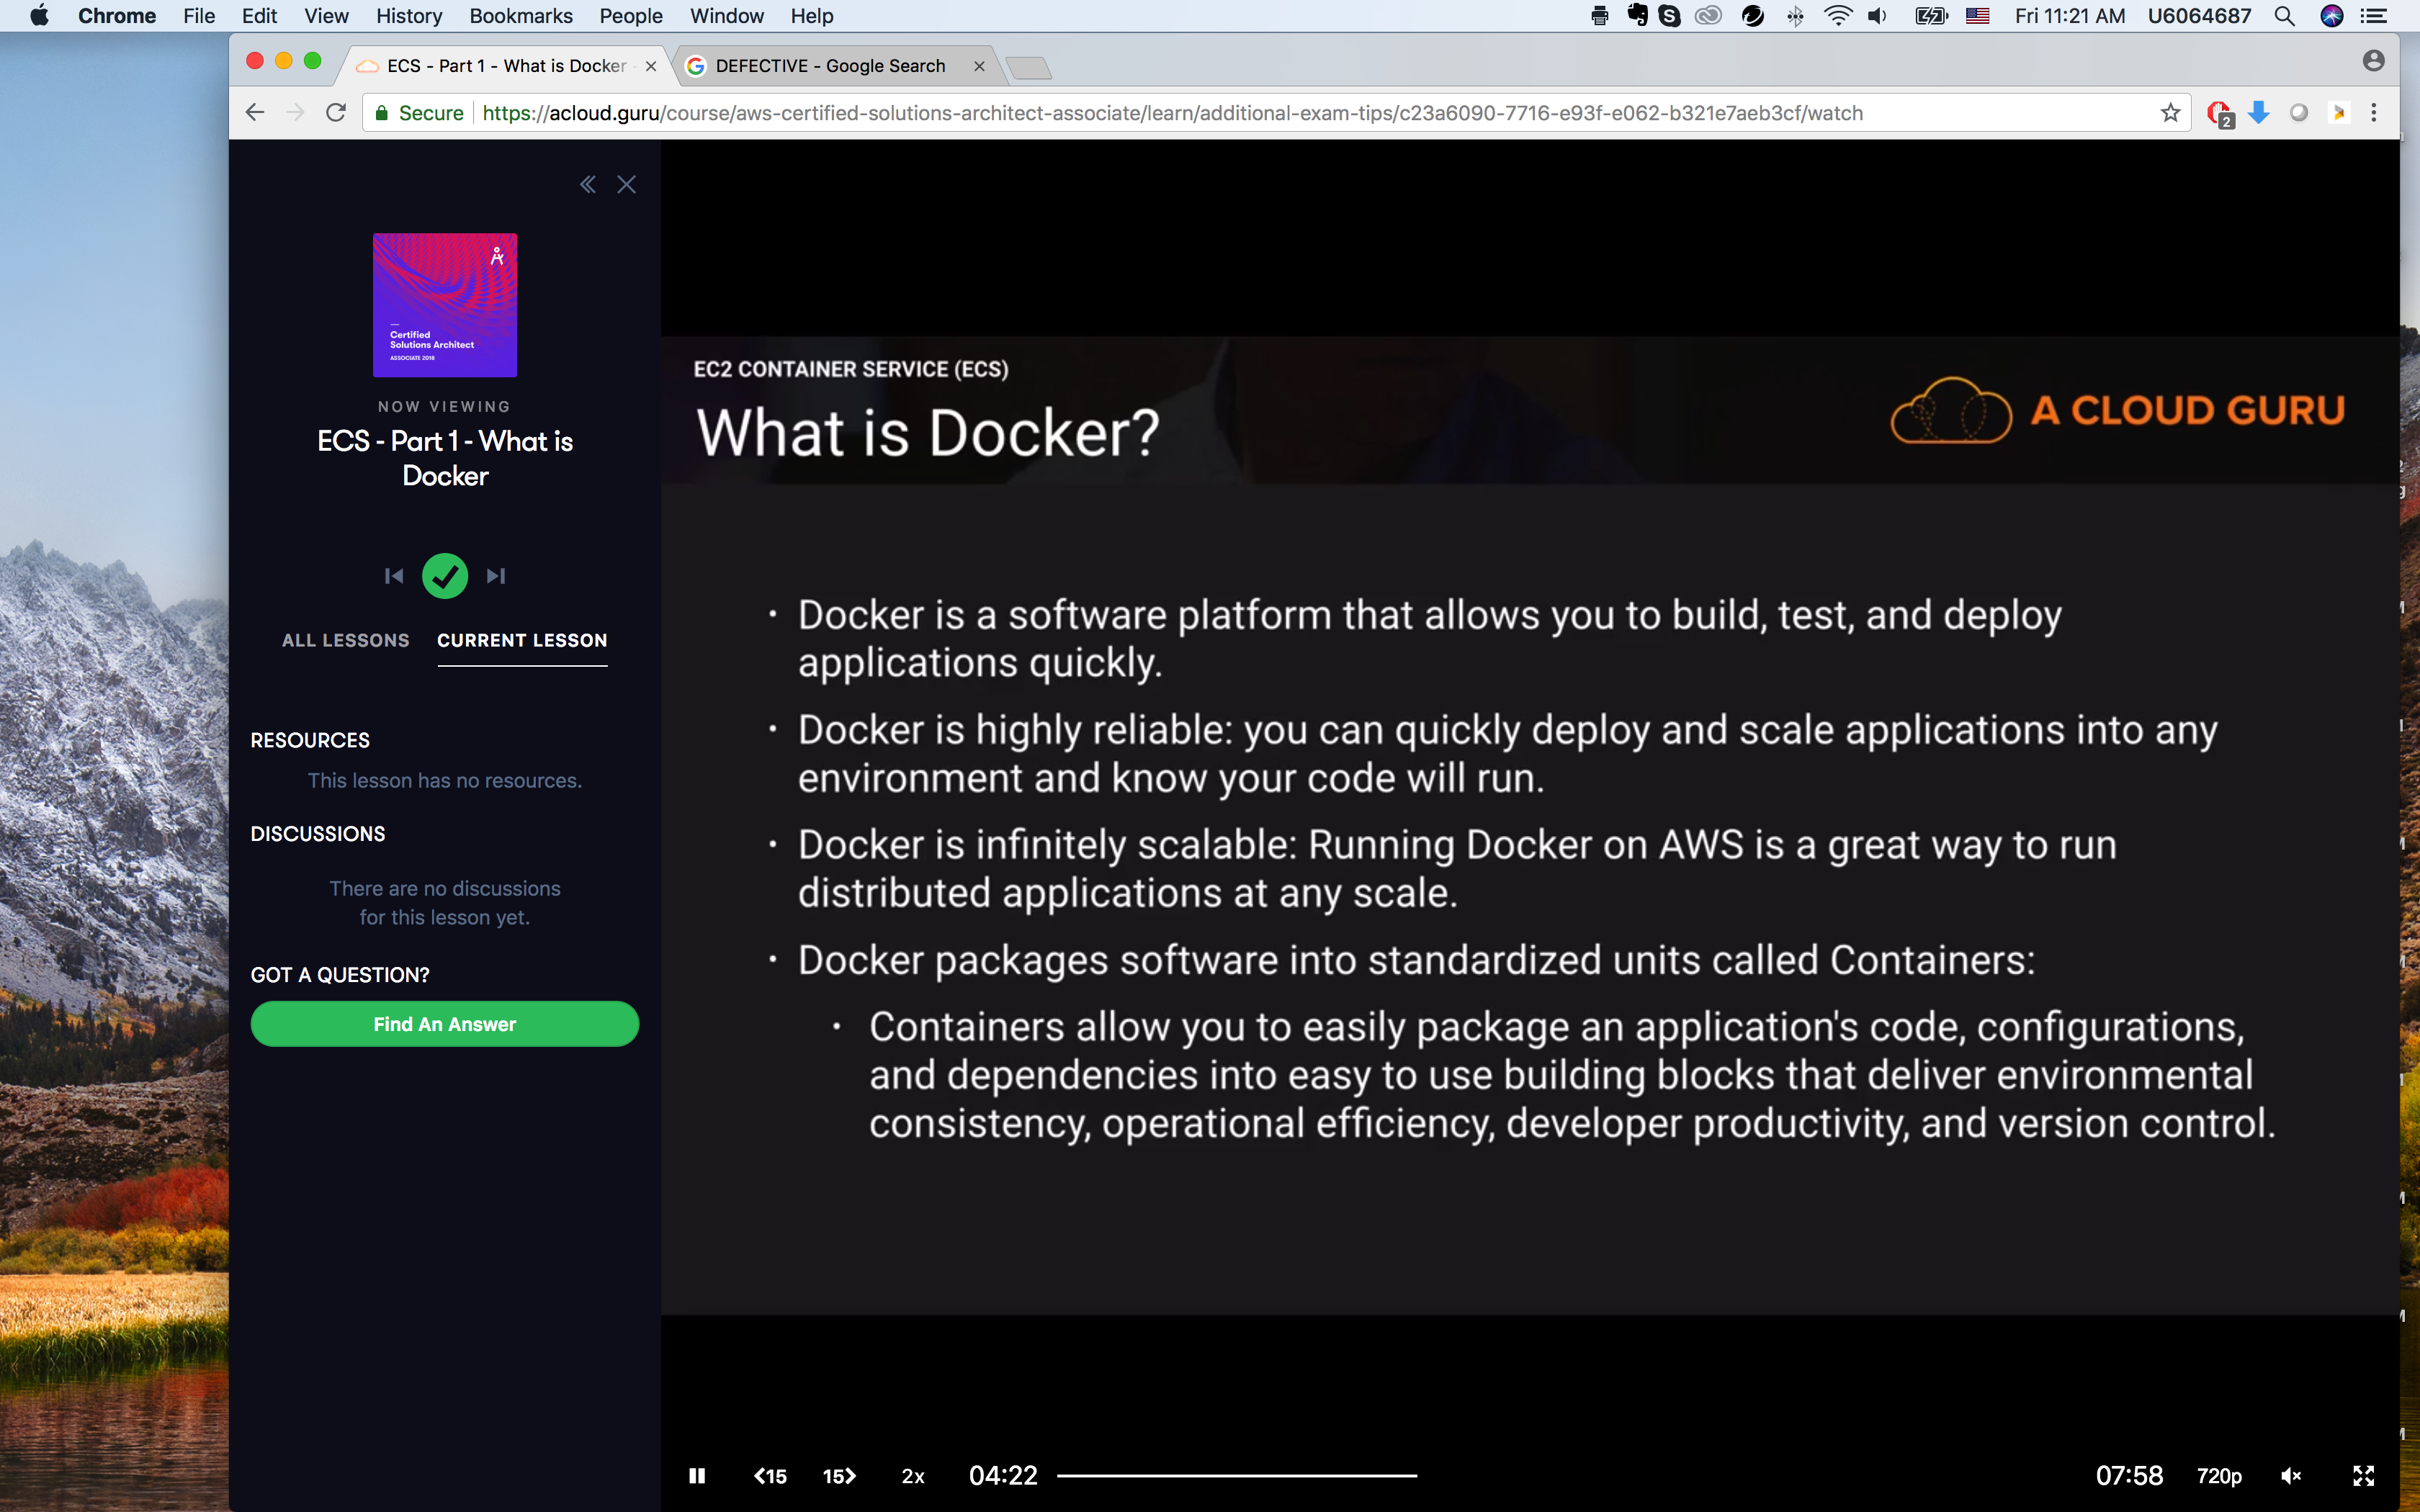 Chrome File Edit View History Bookmarks People Window Help Fri 11:21 AM U6064687
ECS - Part 1 - What is Docker - DEFECTIVE - Google Search
Secure https://acloud.guru/course/aws-certified-solutions-architect-associate/learn/additional-exam-tips/c23a6090-7716-e93f-e062-b321e7aeb3cf/watch 2
Certified
Solutions Architect
ASSOCIATE 2018
NOW VIEWING
ECS - Part 1 - What is
Docker
ALL LESSONS CURRENT LESSON
RESOURCES
This lesson has no resources.
DISCUSSIONS
There are no discussions
for this lesson yet.
GOT A QUESTION?
Find An Answer
EC2 CONTAINER SERVICE (ECS)
What is Docker?
A CLOUD GURU
· Docker is a software platform that allows you to build, test, and deploy
applications quickly.
· Docker is highly reliable: you can quickly deploy and scale applications into any
environment and know your code will run.
· Docker is infinitely scalable: Running Docker on AWS is a great way to run
distributed applications at any scale.
· Docker packages software into standardized units called Containers:
· Containers allow you to easily package an application's code, configurations,
and dependencies into easy to use building blocks that deliver environmental
consistency, operational efficiency, developer productivity, and version control.
15 15 2x 04:22 07:58 720p